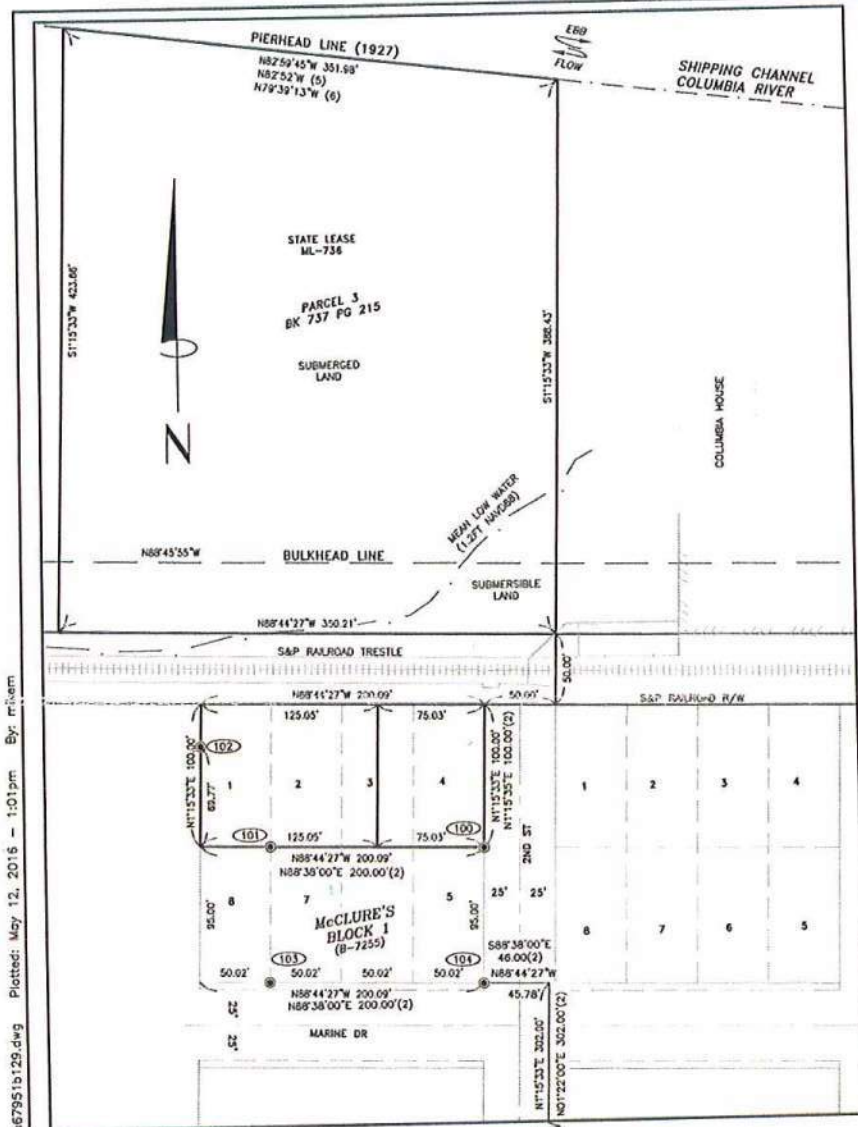 PIERHEAD LINE (1927)
N82°59'45"W 351.98'
N82°52'W (5)
N79°39'13"W (6)
EBB
FLOW
SHIPPING CHANNEL
COLUMBIA RIVER
S1°15'33"W 423.66'
STATE LEASE
ML-736
PARCEL 3
BK 737 PG 215
SUBMERGED
LAND
S1°15'33"W 388.43'
N
COLUMBIA HOUSE
MEAN LOW WATER
(1.2FT NAVD88)
N88°45'55"W
BULKHEAD LINE
SUBMERSIBLE
LAND
N88°44'27"W 350.21'
S&P RAILROAD TRESTLE
50.00'
N88°44'27"W 200.09'
50.00'
S&P RAILROAD R/W
125.05'
75.03'
N1°15'33"E 100.00'
102
69.77'
1
2
3
4
N1°15'33"E 100.00'
N1°15'35"E 100.00'(2)
1
2
3
4
101
125.05'
75.03'
100
2ND ST
N88°44'27"W 200.09'
N88°38'00"E 200.00'(2)
8
7
5
25'
25'
95.00'
McCLURE'S
BLOCK 1
(B-7255)
95.00'
8
7
6
5
103
104
S88°38'00"E
46.00(2)
50.02'
50.02'
50.02'
50.02'
N88°44'27"W
N88°44'27"W 200.09'
45.78'
N88°38'00"E 200.00'(2)
25'
25'
MARINE DR
N1°15'33"E 302.00'
N01°22'00"E 302.00'(2)
67951b129.dwg Plotted: May 12, 2016 - 1:01pm By: mikem